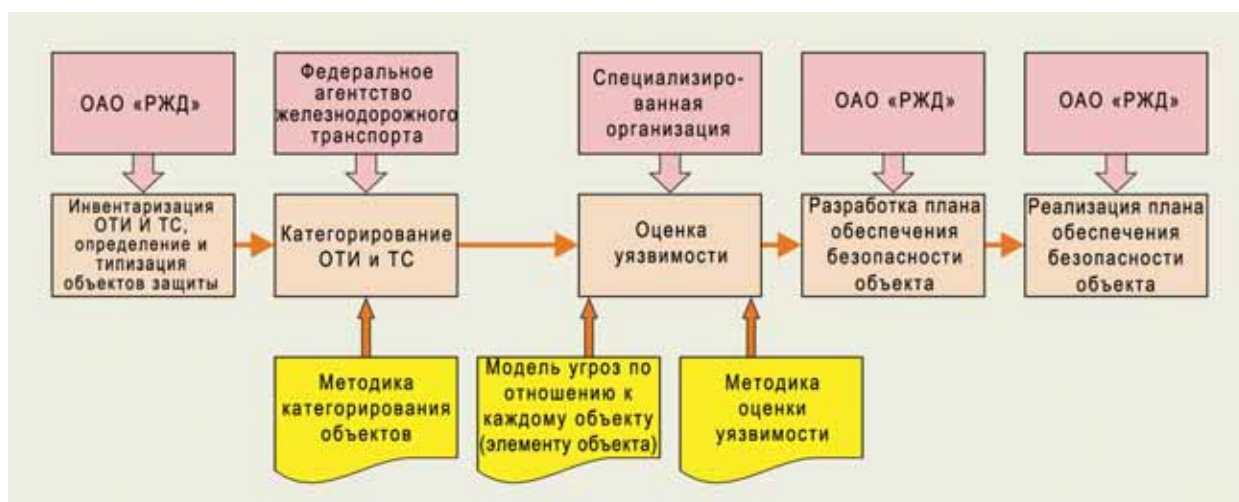 ОАО «РЖД»
Федеральное
агентство
железнодорожного
транспорта
Специализиро-
ванная
организация
ОАО «РЖД»
ОАО «РЖД»
Инвентаризация
ОТИ И ТС,
определение и
типизация
объектов защиты
Категорирование
ОТИ и ТС
Оценка
уязвимости
Разработка плана
обеспечения
безопасности
объекта
Реализация плана
обеспечения
безопасности
объекта
Методика
категорирования
объектов
Модель угроз по
отношению к
каждому объекту
(элементу объекта)
Методика
оценки
уязвимости